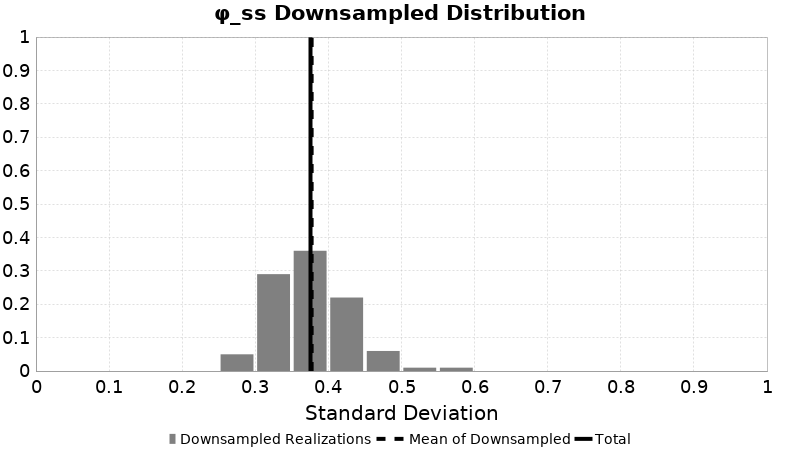 φ_ss Downsampled Distribution
1
0.9
0.8
0.7
0.6
0.5
0.4
0.3
0.2
0.1
0
0 0.1 0.2 0.3 0.4 0.5 0.6 0.7 0.8 0.9 1
Standard Deviation
Downsampled Realizations Mean of Downsampled Total